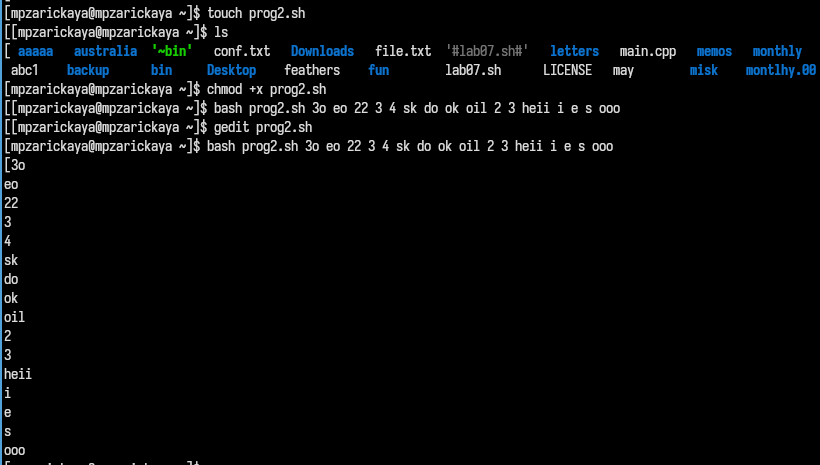 [mpzarickaya@mpzarickaya ~]$ touch prog2.sh
[[mpzarickaya@mpzarickaya ~]$ ls
[ aaaaa australia '~bin' conf.txt Downloads file.txt '#lab07.sh#' letters main.cpp memos monthly
abc1 backup bin Desktop feathers fun lab07.sh LICENSE may misk montlhy.00
[mpzarickaya@mpzarickaya ~]$ chmod +x prog2.sh
[[mpzarickaya@mpzarickaya ~]$ bash prog2.sh 3o eo 22 3 4 sk do ok oil 2 3 heii i e s ooo
[[mpzarickaya@mpzarickaya ~]$ gedit prog2.sh
[mpzarickaya@mpzarickaya ~]$ bash prog2.sh 3o eo 22 3 4 sk do ok oil 2 3 heii i e s ooo
[3o
eo
22
3
4
sk
do
ok
oil
2
3
heii
i
e
s
ooo